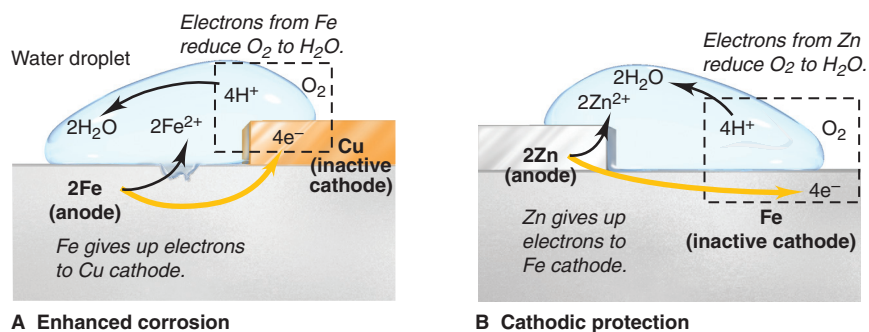 Electrons from Fe
reduce O2 to H2O.
Water droplet
O2
4H+
2H2O
2Fe2+
4e–
Cu
(inactive
cathode)
2Fe
(anode)
Fe gives up electrons
to Cu cathode.
A Enhanced corrosion
Electrons from Zn
reduce O2 to H2O.
2H2O
2Zn2+
4H+
O2
2Zn
(anode)
4e–
Zn gives up
electrons to
Fe cathode.
Fe
(inactive cathode)
B Cathodic protection